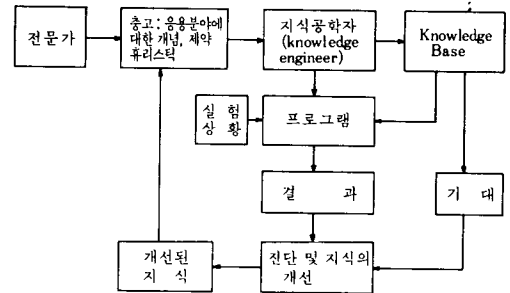 전문가
충고: 응용분야에
대한 개념, 제약
휴리스틱
지식공학자
(knowledge
engineer)
Knowledge
Base
실험
상황
프로그램
결 과
기 대
개선된
지 식
진단 및 지식의
개선